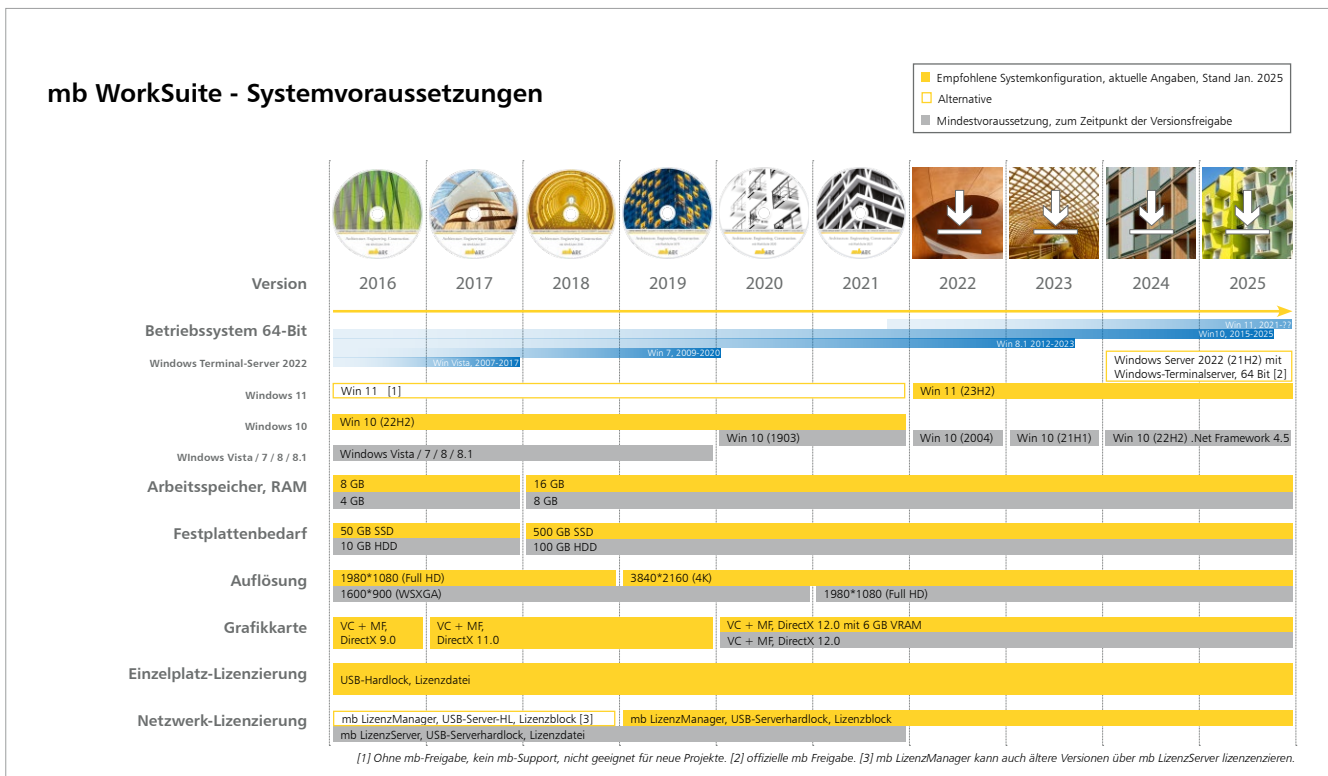 mb WorkSuite - Systemvoraussetzungen
Empfohlene Systemkonfiguration, aktuelle Angaben, Stand Jan. 2025
Alternative
Mindestvoraussetzung, zum Zeitpunkt der Versionsfreigabe
Version 2016 2017 2018 2019 2020 2021 2022 2023 2024 2025
Betriebssystem 64-Bit
Win 11, 2021-??
Win10, 2015-2025
Win 8.1 2012-2023
Win 7, 2009-2020
Win Vista, 2007-2017
Windows Terminal-Server 2022
Windows Server 2022 (21H2) mit
Windows-Terminalserver, 64 Bit [2]
Windows 11
Win 11 [1]
Win 11 (23H2)
Windows 10
Win 10 (22H2)
Win 10 (1903)
Win 10 (2004)
Win 10 (21H1)
Win 10 (22H2) .Net Framework 4.5
WIndows Vista / 7 / 8 / 8.1
Windows Vista / 7 / 8 / 8.1
Arbeitsspeicher, RAM
8 GB
16 GB
4 GB
8 GB
Festplattenbedarf
50 GB SSD
500 GB SSD
10 GB HDD
100 GB HDD
Auflösung
1980*1080 (Full HD)
3840*2160 (4K)
1600*900 (WSXGA)
1980*1080 (Full HD)
Grafikkarte
VC + MF,
DirectX 9.0
VC + MF,
DirectX 11.0
VC + MF, DirectX 12.0 mit 6 GB VRAM
VC + MF, DirectX 12.0
Einzelplatz-Lizenzierung
USB-Hardlock, Lizenzdatei
Netzwerk-Lizenzierung
mb LizenzManager, USB-Server-HL, Lizenzblock [3]
mb LizenzManager, USB-Serverhardlock, Lizenzblock
mb LizenzServer, USB-Serverhardlock, Lizenzdatei
[1] Ohne mb-Freigabe, kein mb-Support, nicht geeignet für neue Projekte. [2] offizielle mb Freigabe. [3] mb LizenzManager kann auch ältere Versionen über mb LizenzServer lizenzenzieren.